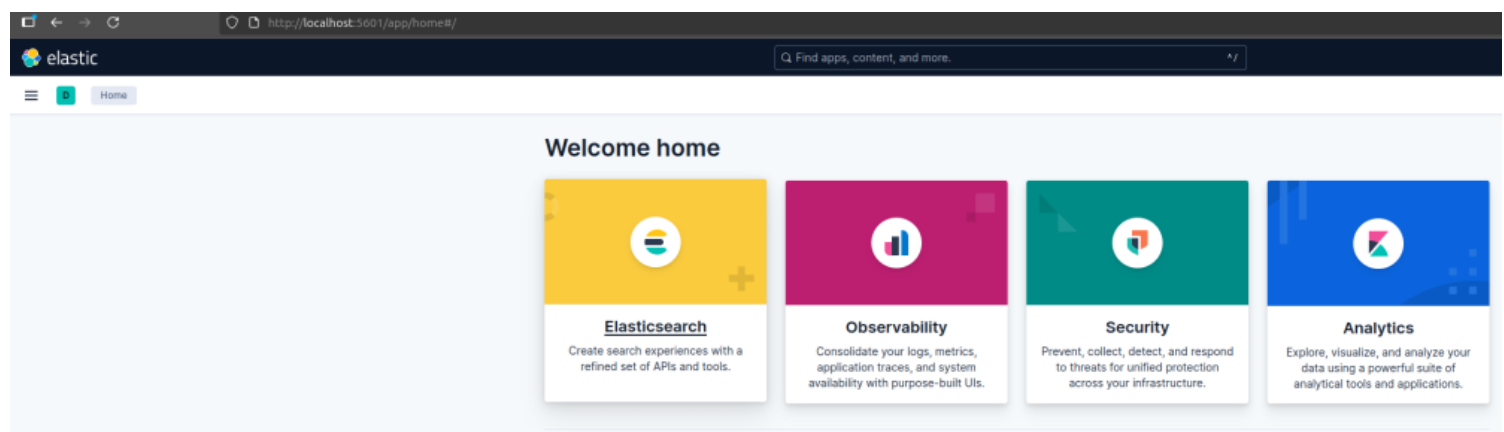 http://localhost:5601/app/home#/
elastic
Find apps, content, and more.
^/
D
Home
Welcome home
Elasticsearch
Create search experiences with a
refined set of APIs and tools.
Observability
Consolidate your logs, metrics,
application traces, and system
availability with purpose-built UIs.
Security
Prevent, collect, detect, and respond
to threats for unified protection
across your infrastructure.
Analytics
Explore, visualize, and analyze your
data using a powerful suite of
analytical tools and applications.